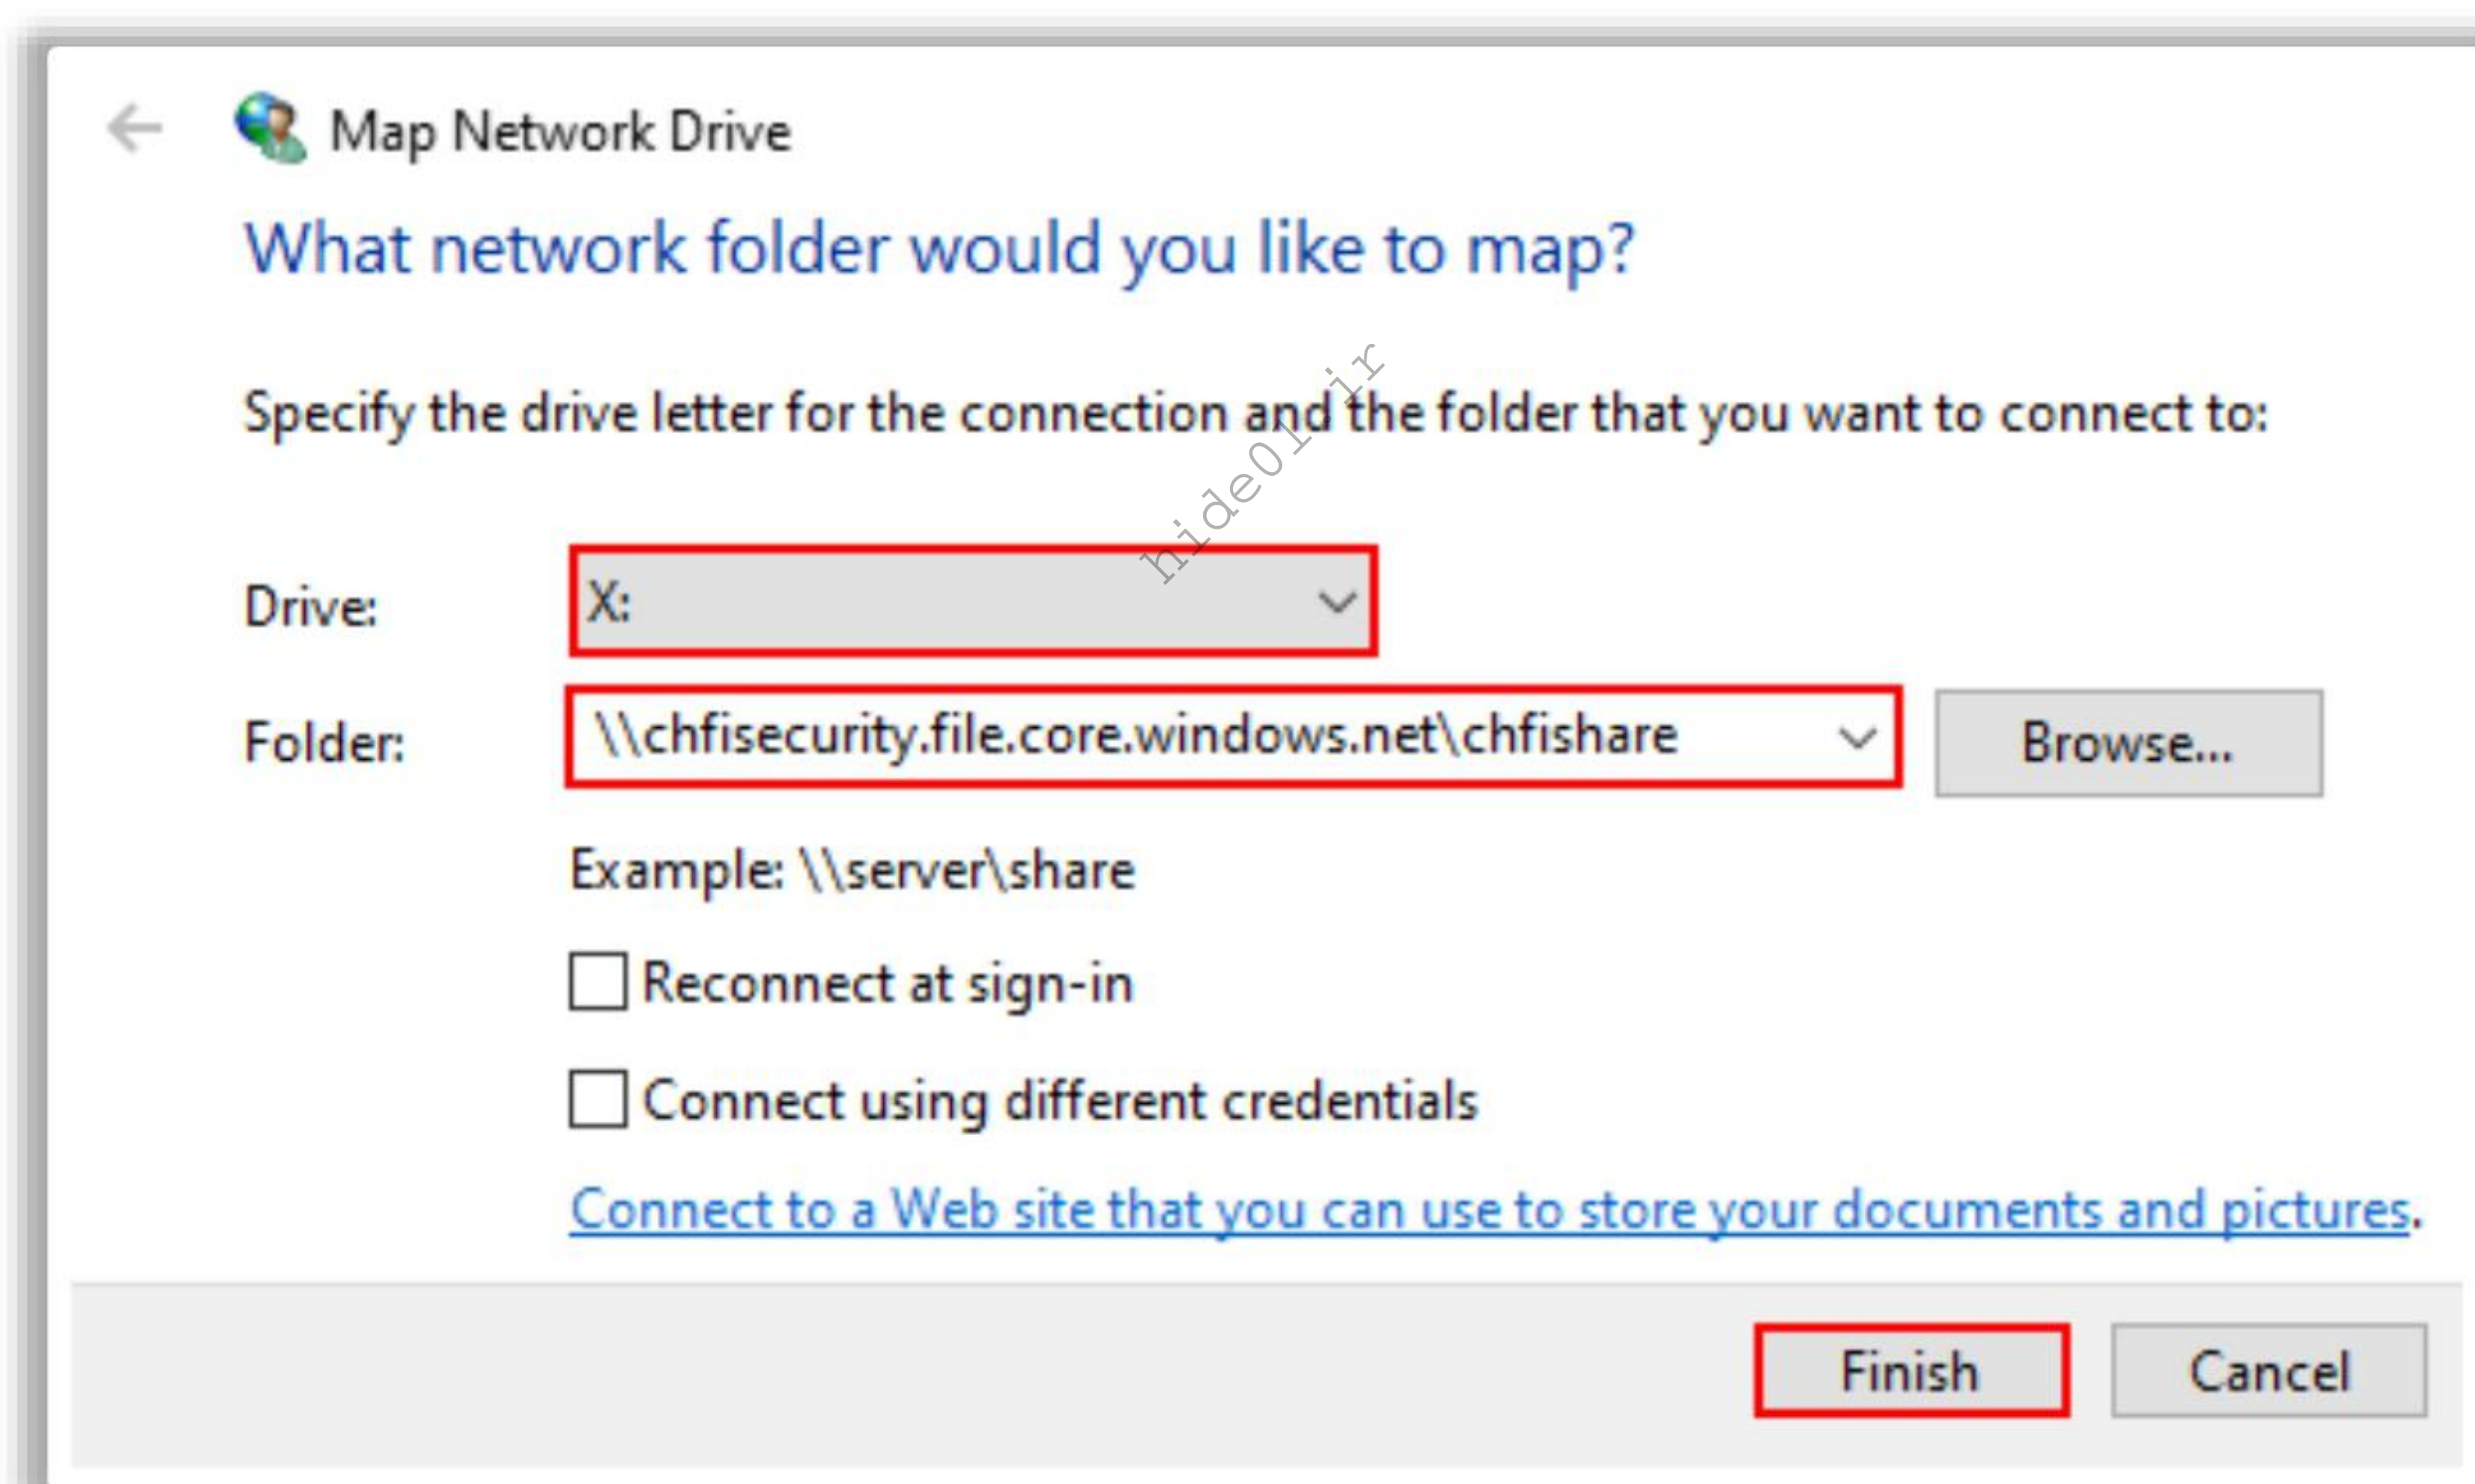 Map Network Drive
What network folder would you like to map?
Specify the drive letter for the connection and the folder that you want to connect to:
hide01.ir
Drive: X:
Folder: \\chfisecurity.file.core.windows.net\chfishare Browse...
Example: \\server\share
Reconnect at sign-in
Connect using different credentials
Connect to a Web site that you can use to store your documents and pictures.
Finish Cancel